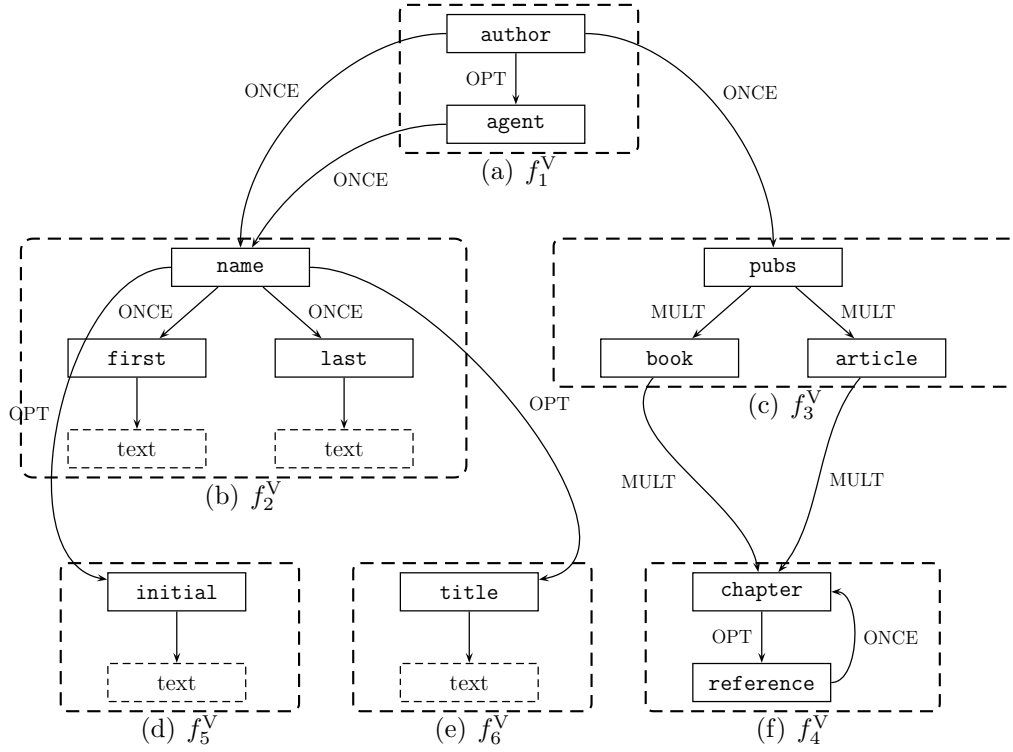 author
OPT
ONCE
ONCE
agent
(a) f₁ⱽ
ONCE
name
pubs
ONCE
ONCE
MULT
MULT
first
last
book
article
OPT
OPT
(c) f₃ⱽ
text
text
(b) f₂ⱽ
MULT
MULT
initial
title
chapter
OPT
ONCE
text
text
reference
(d) f₅ⱽ
(e) f₆ⱽ
(f) f₄ⱽ